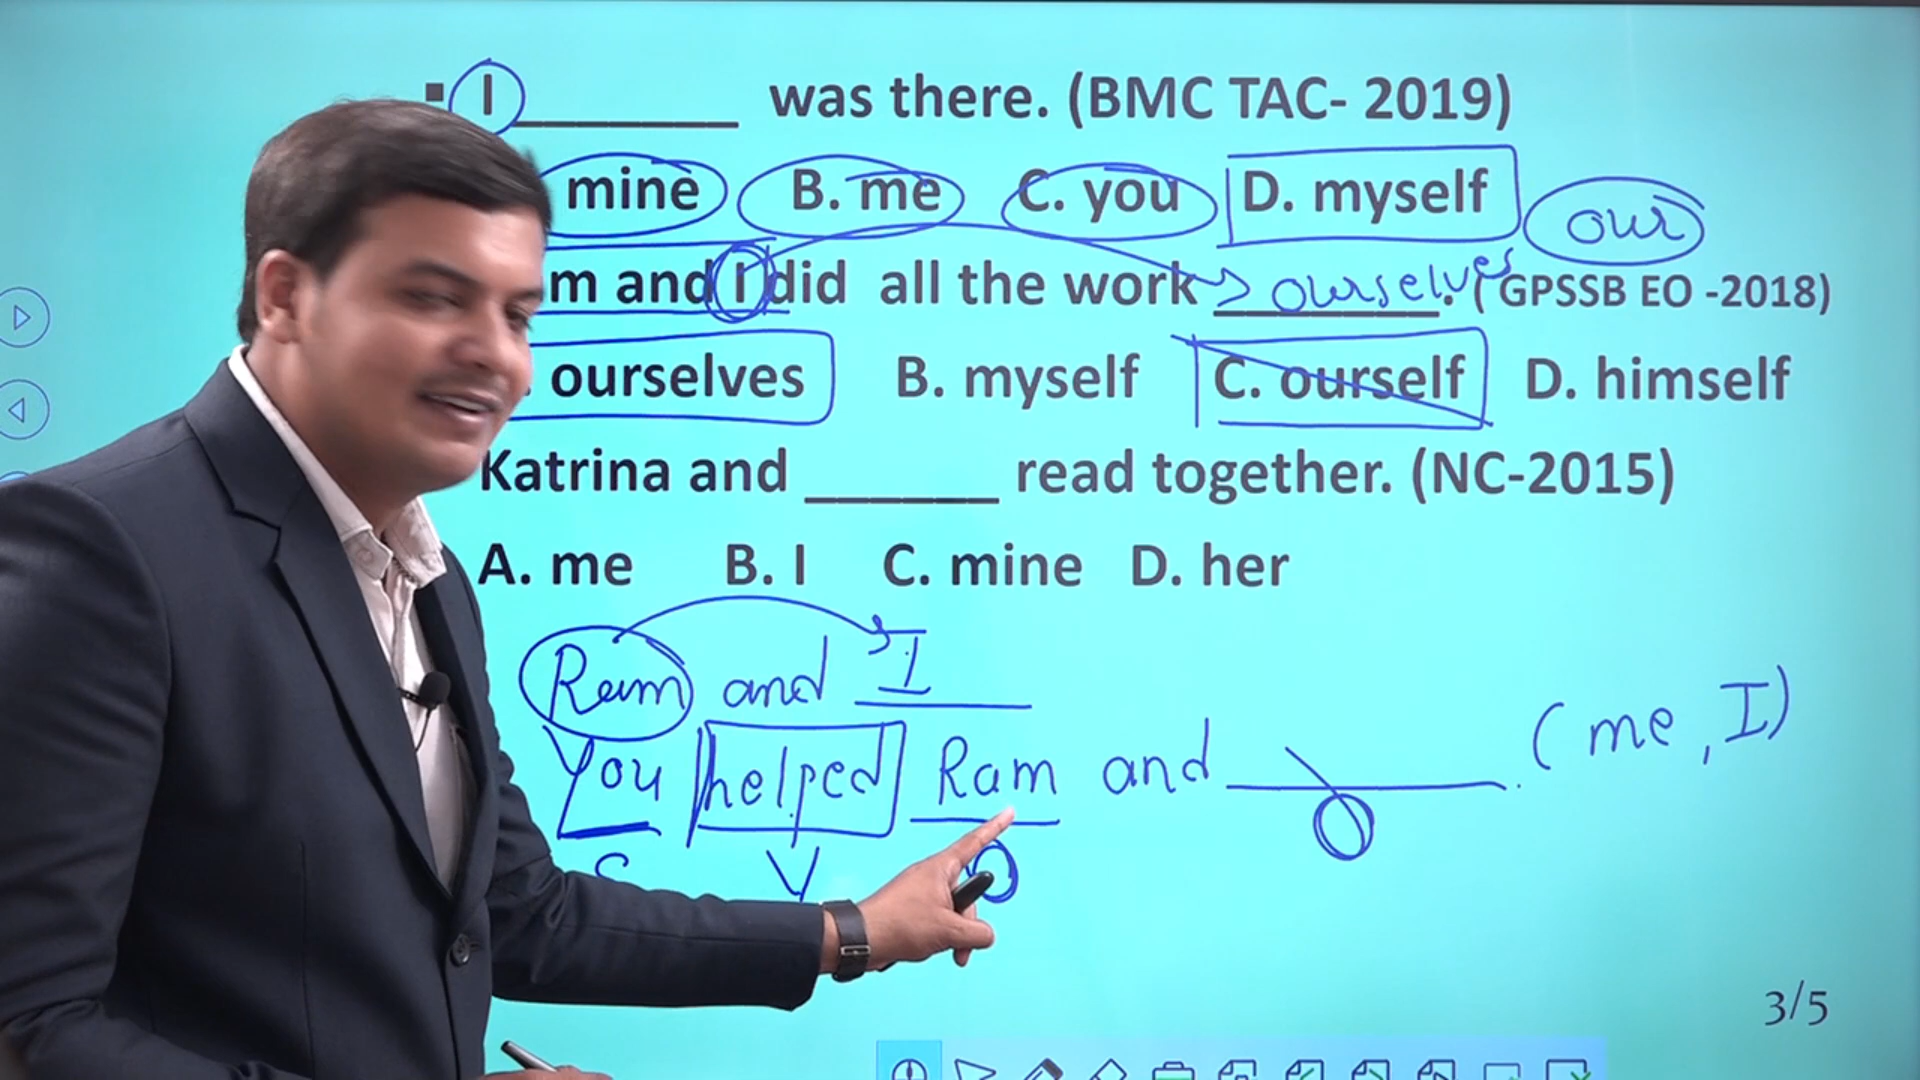 I ________ was there. (BMC TAC- 2019)
mine B. me C. you D. myself our
m and I did all the work ourselves. (GPSSB EO -2018)
ourselves B. myself C. ourself D. himself
Katrina and ______ read together. (NC-2015)
A. me B. I C. mine D. her
Ram and I
You helped Ram and ______. (me, I)
S V O O
3/5